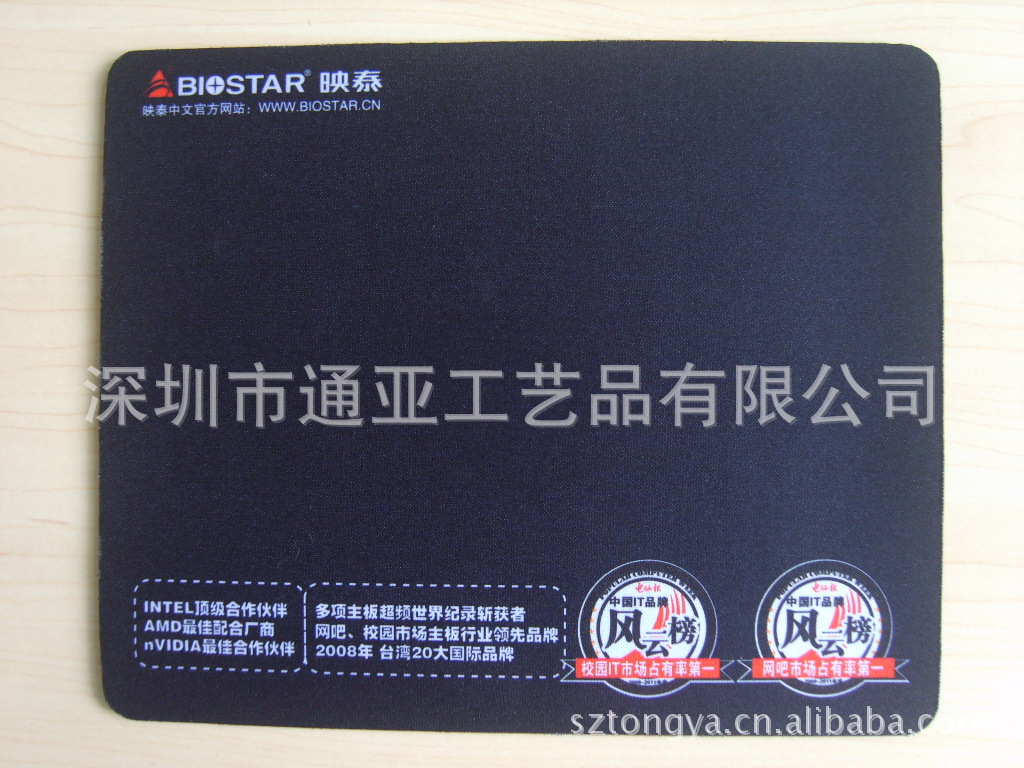 BIOSTAR® 映泰
映泰中文官方网站：WWW.BIOSTAR.CN
深圳市通亚工艺品有限公司
INTEL顶级合作伙伴
AMD最佳配合厂商
nVIDIA最佳合作伙伴
多项主板超频世界纪录斩获者
网吧、校园市场主板行业领先品牌
2008年 台湾20大国际品牌
电脑报
中国IT品牌
风云榜
校园IT市场占有率第一
电脑报
中国IT品牌
风云榜
网吧市场占有率第一
sztongya.cn.alibaba.com